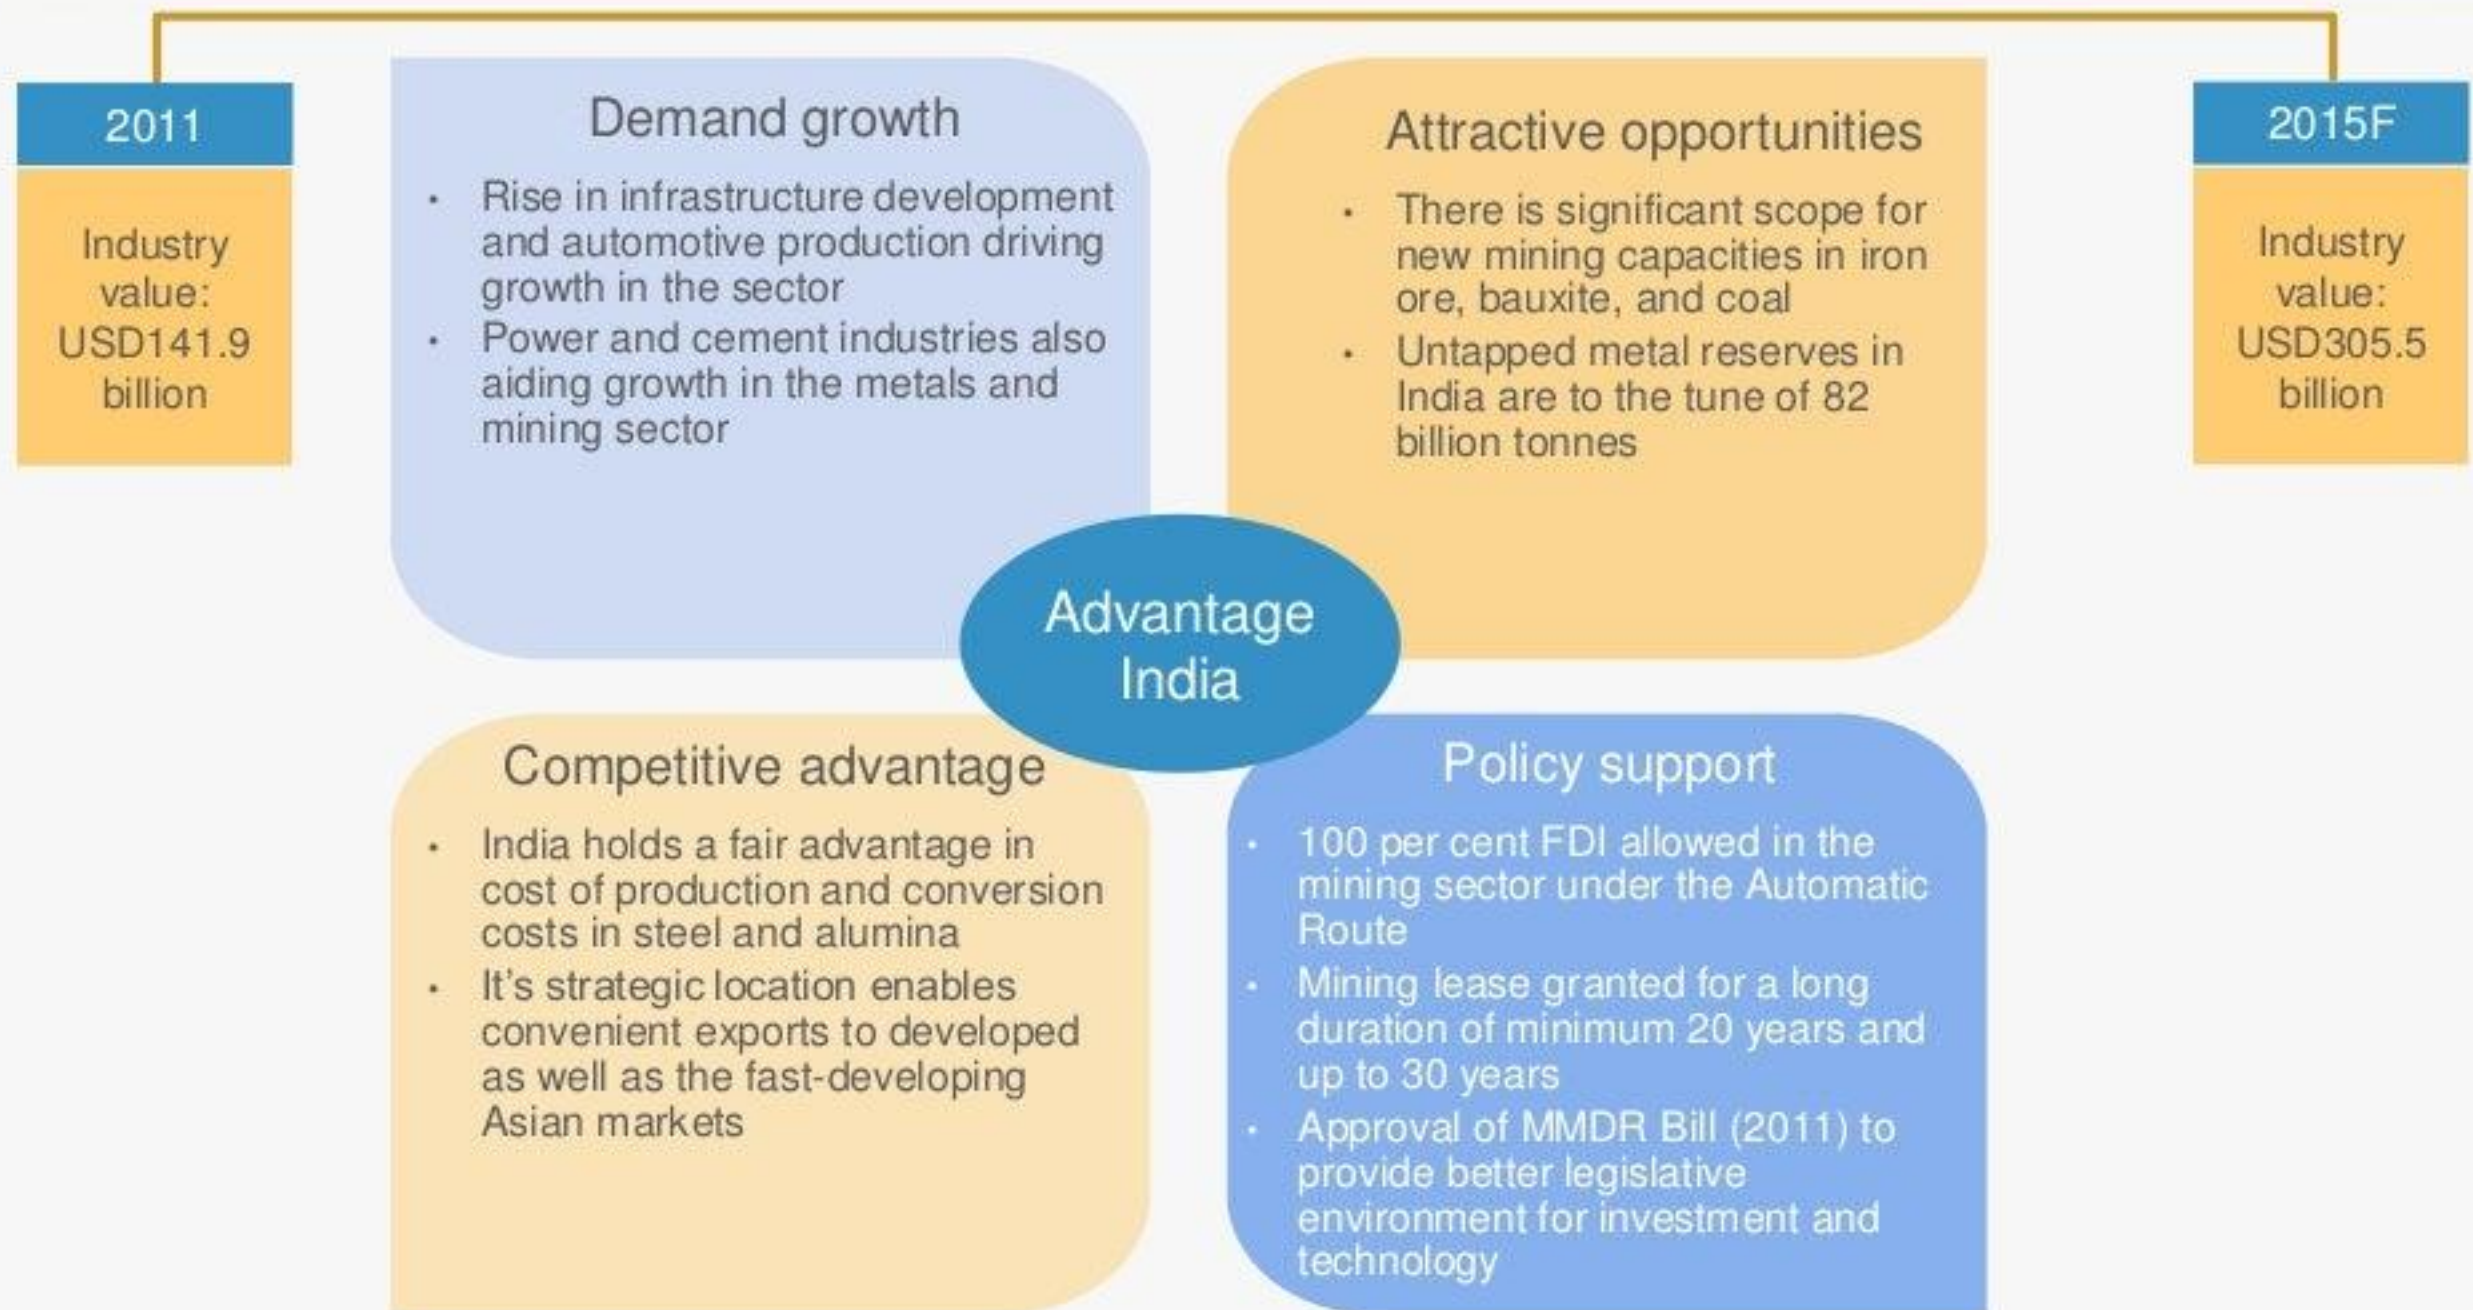 2011
Industry
value:
USD141.9
billion
Demand growth
• Rise in infrastructure development
and automotive production driving
growth in the sector
• Power and cement industries also
aiding growth in the metals and
mining sector
Attractive opportunities
• There is significant scope for
new mining capacities in iron
ore, bauxite, and coal
• Untapped metal reserves in
India are to the tune of 82
billion tonnes
2015F
Industry
value:
USD305.5
billion
Advantage
India
Competitive advantage
• India holds a fair advantage in
cost of production and conversion
costs in steel and alumina
• It's strategic location enables
convenient exports to developed
as well as the fast-developing
Asian markets
Policy support
• 100 per cent FDI allowed in the
mining sector under the Automatic
Route
• Mining lease granted for a long
duration of minimum 20 years and
up to 30 years
• Approval of MMDR Bill (2011) to
provide better legislative
environment for investment and
technology